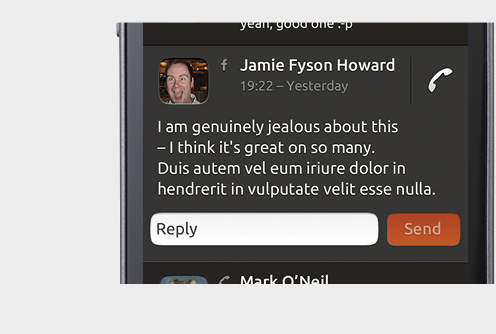 yeah, good one :-p
Jamie Fyson Howard
19:22 – Yesterday
I am genuinely jealous about this
– I think it's great on so many.
Duis autem vel eum iriure dolor in
hendrerit in vulputate velit esse nulla.
Reply
Send
Mark O'Neil